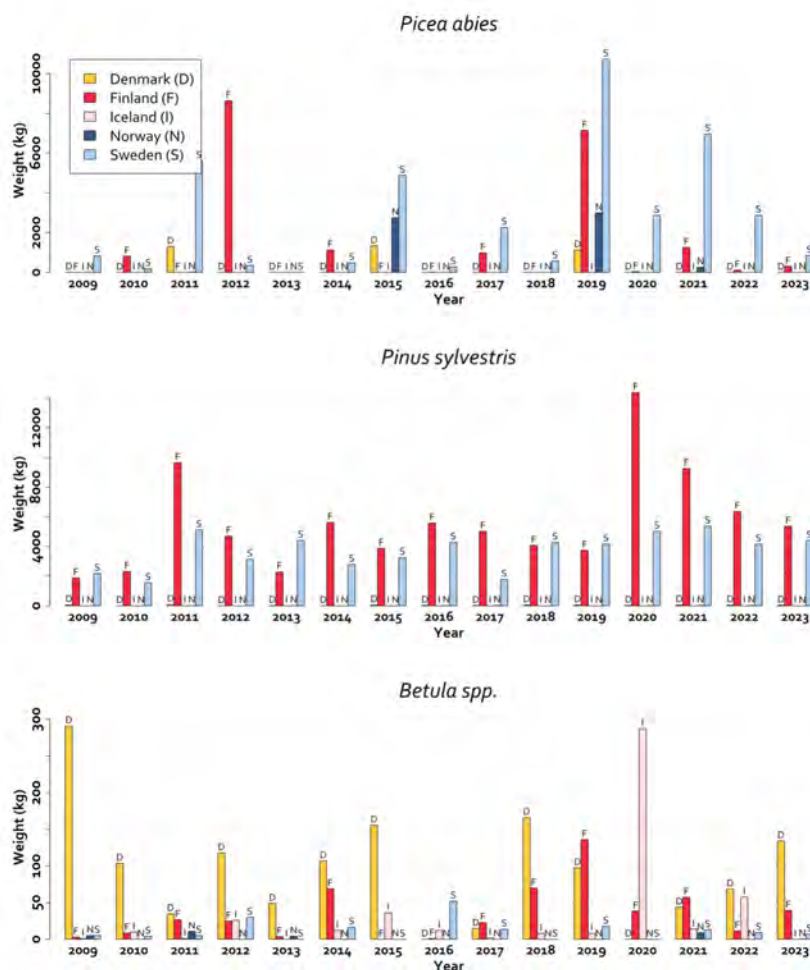 Picea abies
Denmark (D)
Finland (F)
Iceland (I)
Norway (N)
Sweden (S)
Weight (kg)
10000
6000
2000
0
D F I N S D F I N S D F I N S D F I N S D F I N S D F I N S D F I N S D F I N S D F I N S D F I N S D F I N S D F I N S D F I N S D F I N S D F I N S
2009 2010 2011 2012 2013 2014 2015 2016 2017 2018 2019 2020 2021 2022 2023
Year
Pinus sylvestris
Weight (kg)
12000
8000
4000
0
D F I N S D F I N S D F I N S D F I N S D F I N S D F I N S D F I N S D F I N S D F I N S D F I N S D F I N S D F I N S D F I N S D F I N S D F I N S
2009 2010 2011 2012 2013 2014 2015 2016 2017 2018 2019 2020 2021 2022 2023
Year
Betula spp.
Weight (kg)
300
200
100
50
0
D F I N S D F I N S D F I N S D F I N S D F I N S D F I N S D F I N S D F I N S D F I N S D F I N S D F I N S D F I N S D F I N S D F I N S D F I N S
2009 2010 2011 2012 2013 2014 2015 2016 2017 2018 2019 2020 2021 2022 2023
Year